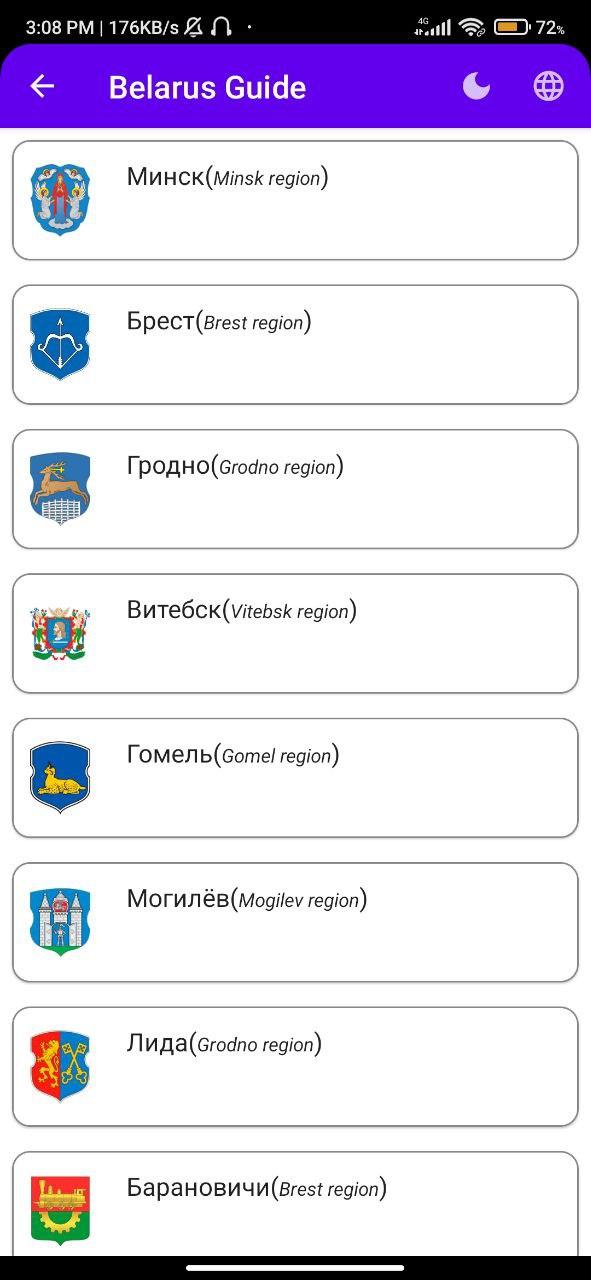 3:08 PM | 176KB/s
4G
72%
Belarus Guide
Минск(Minsk region)
Брест(Brest region)
Гродно(Grodno region)
Витебск(Vitebsk region)
Гомель(Gomel region)
Могилёв(Mogilev region)
Лида(Grodno region)
Барановичи(Brest region)